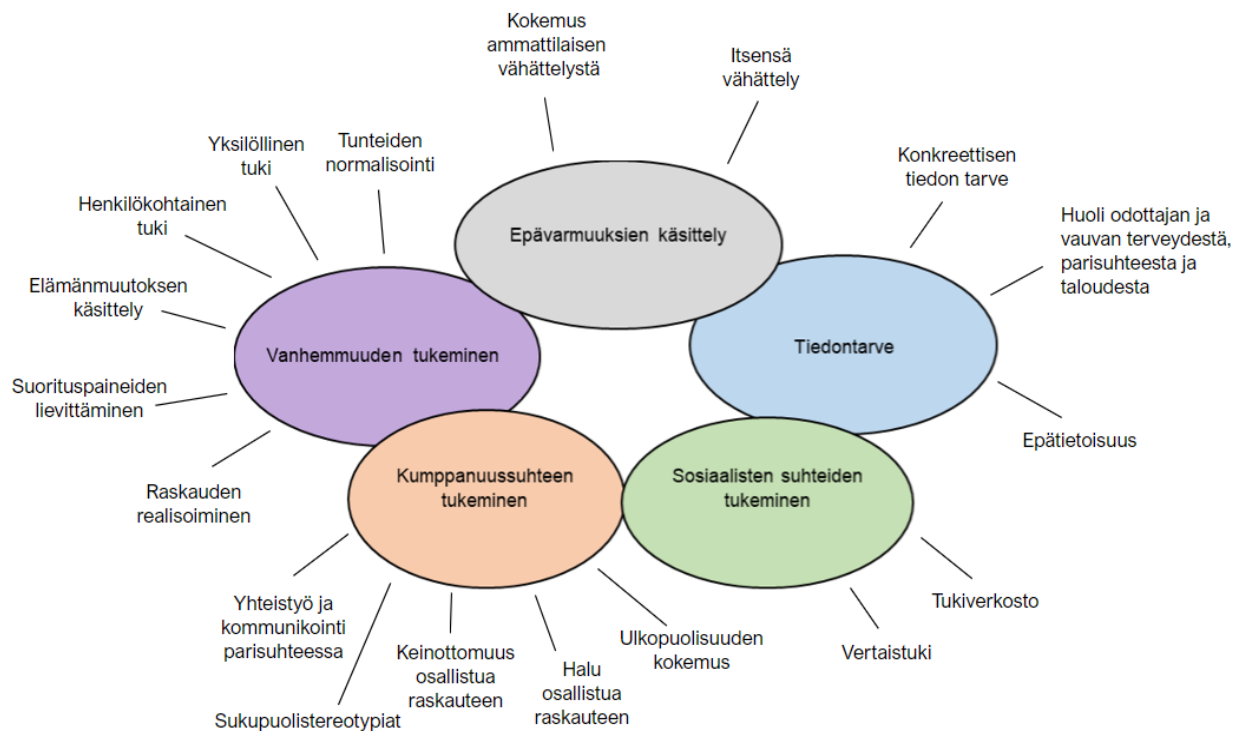 Kokemus
ammattilaisen
vähättelystä
Itsensä
vähättely
Yksilöllinen
tuki
Tunteiden
normalisointi
Konkreettisen
tiedon tarve
Henkilökohtainen
tuki
Huoli odottajan ja
vauvan terveydestä,
parisuhteesta ja
taloudesta
Epävarmuuksien käsittely
Elämänmuutoksen
käsittely
Vanhemmuuden tukeminen
Tiedontarve
Suorituspaineiden
lievittäminen
Epätietoisuus
Raskauden
realisoiminen
Kumppanuussuhteen
tukeminen
Sosiaalisten suhteiden
tukeminen
Yhteistyö ja
kommunikointi
parisuhteessa
Keinottomuus
osallistua
raskauteen
Halu
osallistua
raskauteen
Ulkopuolisuuden
kokemus
Vertaistuki
Tukiverkosto
Sukupuolistereotypiat